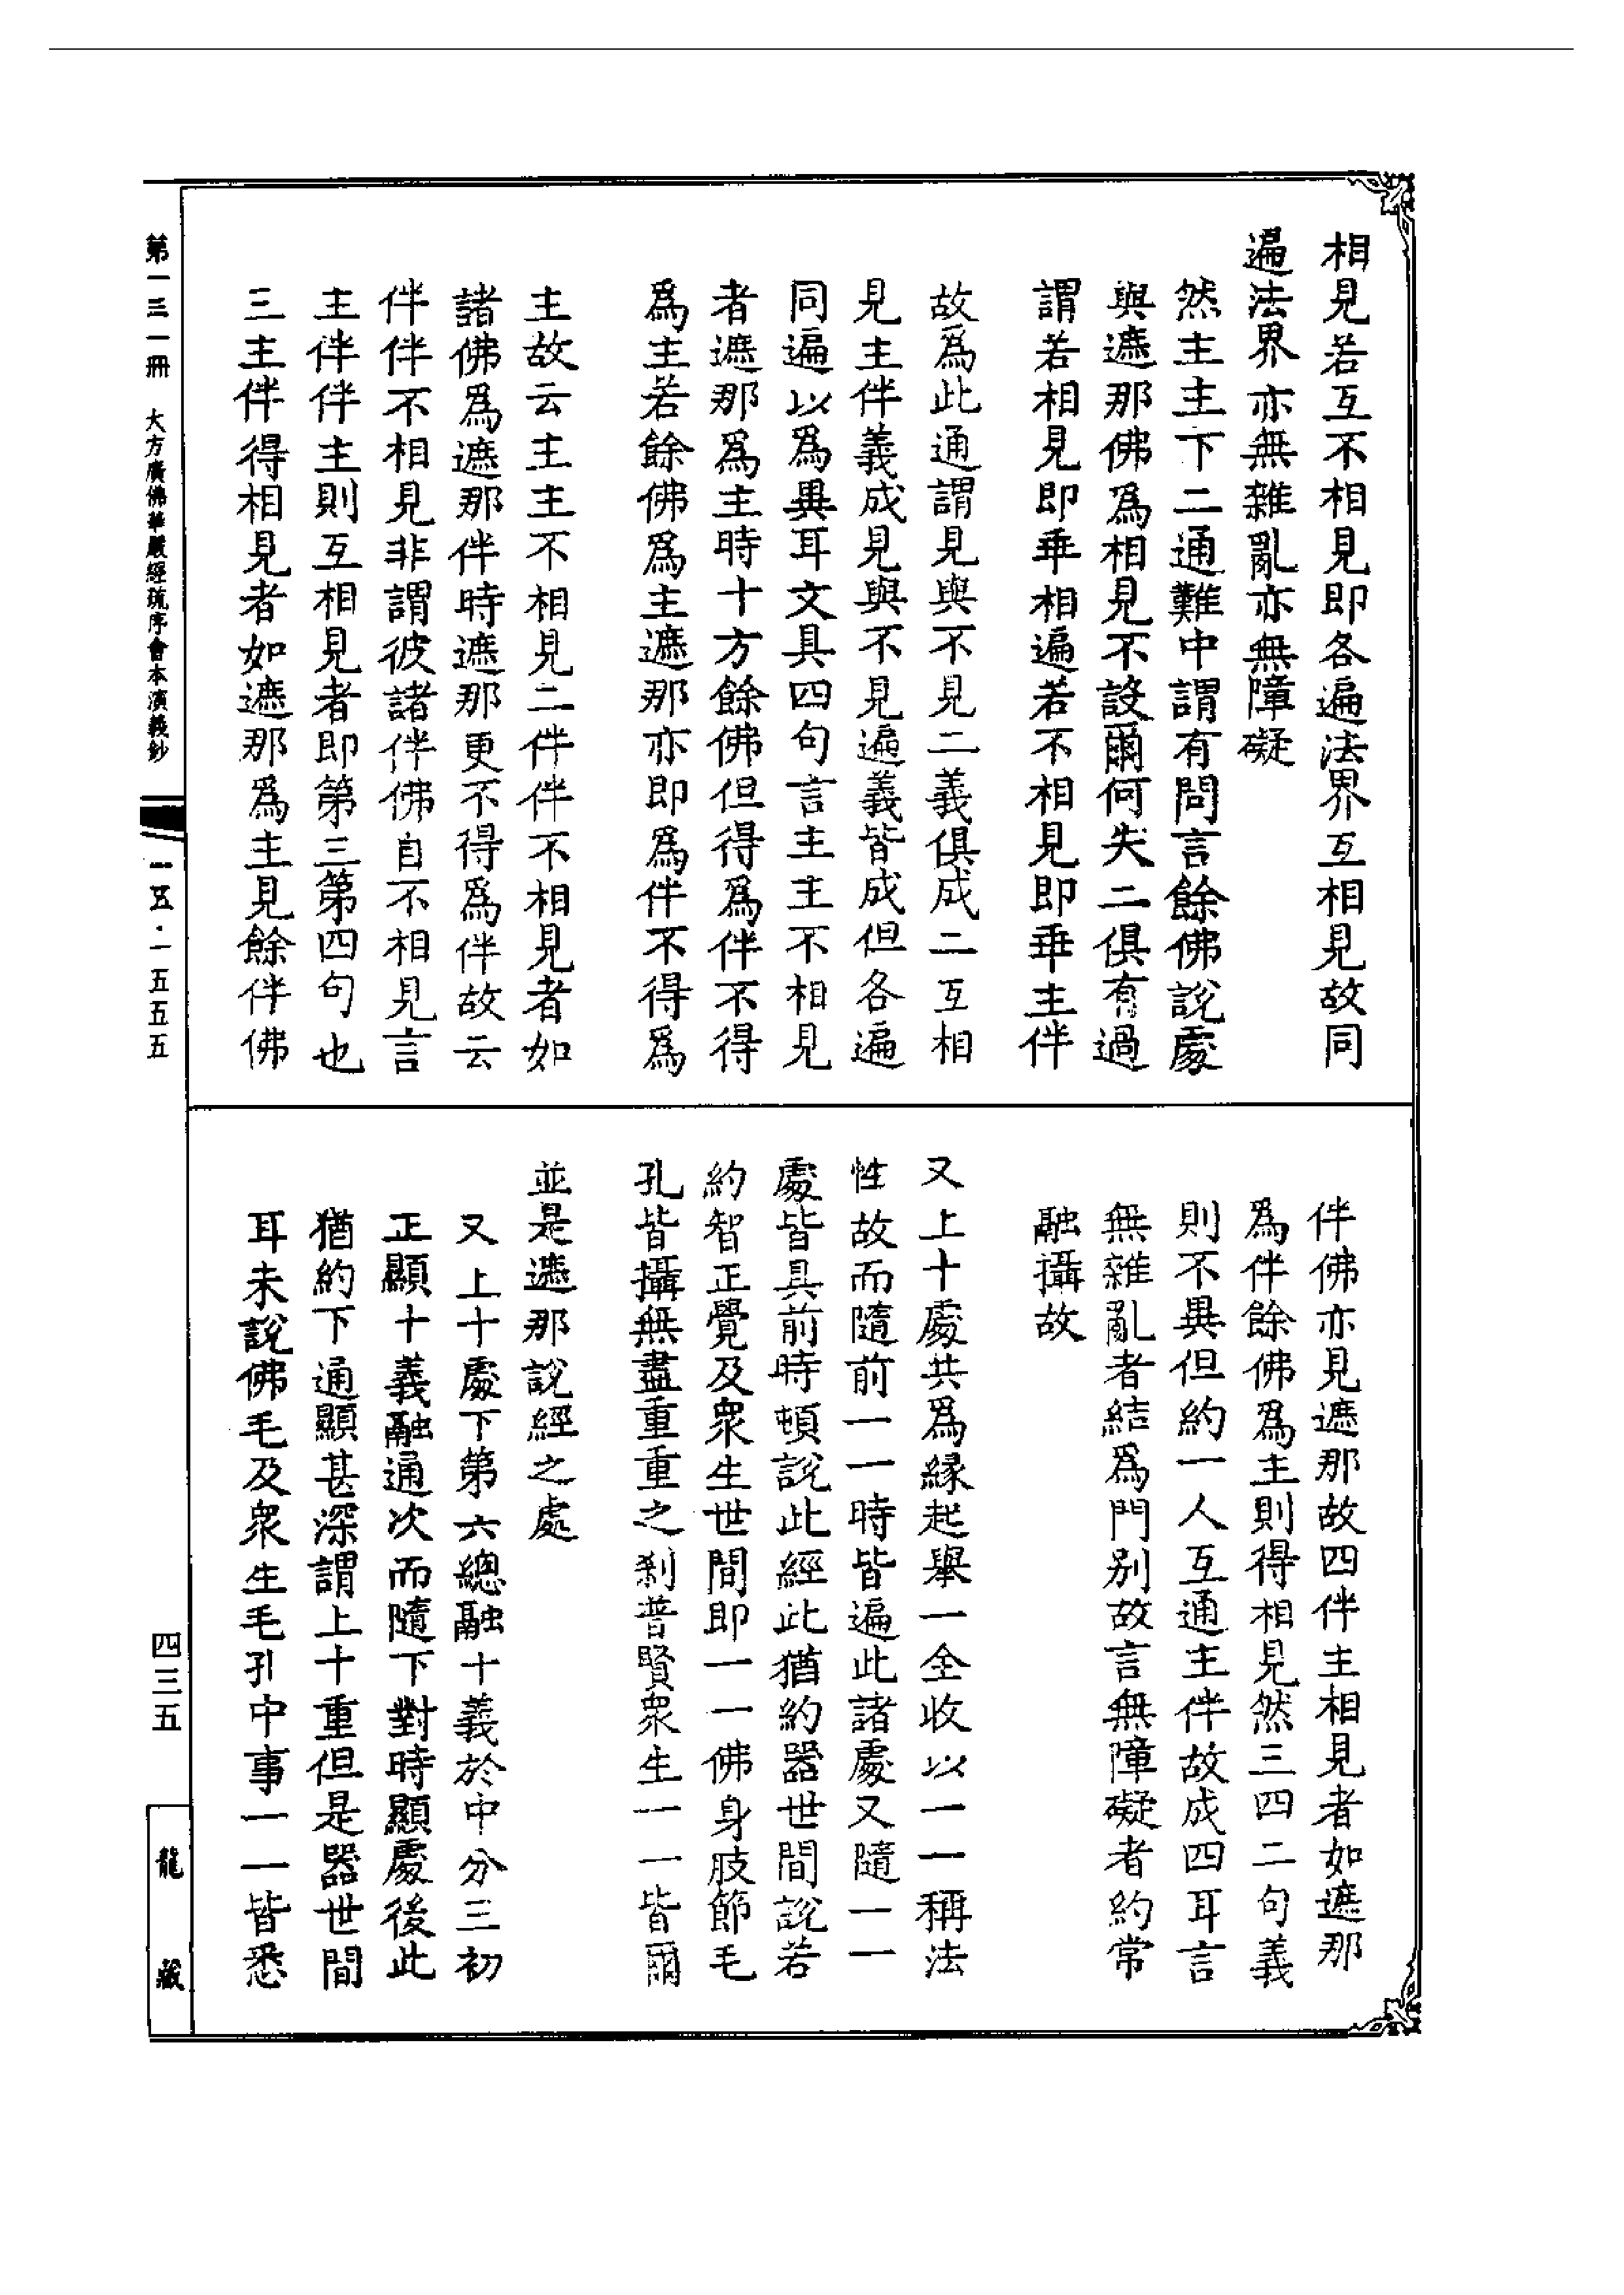 相見若互不相見即各遍法界互相見故同
遍法界亦無雜亂亦無障礙
然主主下二通難中謂有問言餘佛說處
與遮那佛為相見不設爾何失二俱有過
謂若相見即乖相遍若不相見即乖主伴
故為此通謂見與不見二義俱成二互相
見主伴義成見與不見遍義皆成但各遍
同遍以為異耳文具四句言主主不相見
者遮那為主時十方餘佛但得為伴不得
為主若餘佛為主遮那亦即為伴不得為
主故云主主不相見二伴伴不相見者如
諸佛為遮那伴時遮那更不得為伴故云
伴伴不相見非謂彼諸伴佛自不相見言
主伴伴主則互相見者即第三第四句也
三主伴得相見者如遮那為主見餘伴佛
伴佛亦見遮那故四伴主相見者如遮那
為伴餘佛為主則得相見然三四二句義
則不異但約一人互通主伴故成四耳言
無雜亂者結為門別故言無障礙者約常
融攝故
又上十處共為緣起舉一全收以一一稱法
性故而隨前一一時皆遍此諸處又隨一一
處皆具前時頓說此經此猶約器世間說若
約智正覺及眾生世間即一一佛身肢節毛
孔皆攝無盡重重之剎普賢眾生一一皆爾
並是遮那說經之處
又上十處下第六總融十義於中分三初
正顯十義融通次而隨下對時顯處後此
猶約下通顯甚深謂上十重但是器世間
耳未說佛毛及眾生毛孔中事一一皆悉
第一三一冊 大方廣佛華嚴經疏序會本演義鈔
一五·一五五五
四三五
龍藏